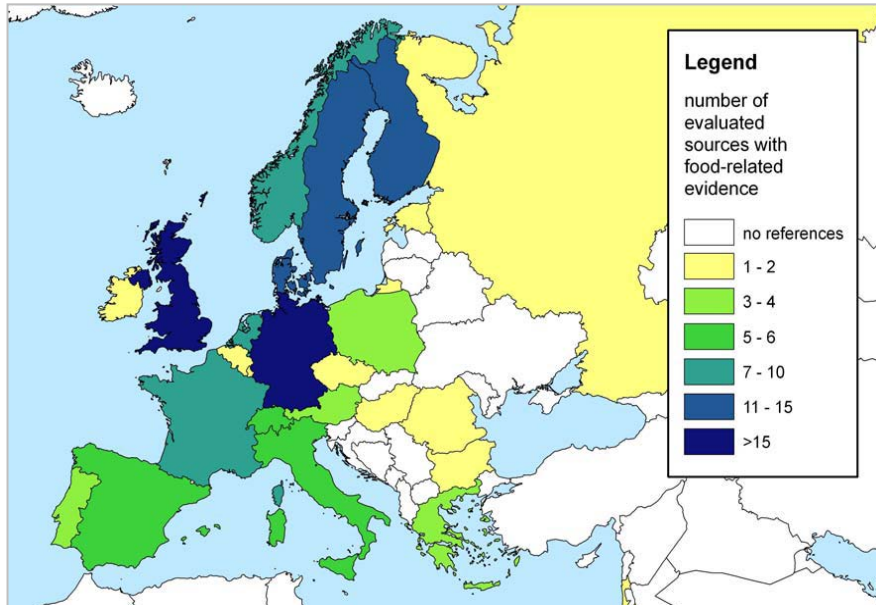 Legend
number of
evaluated
sources with
food-related
evidence
no references
1 - 2
3 - 4
5 - 6
7 - 10
11 - 15
>15